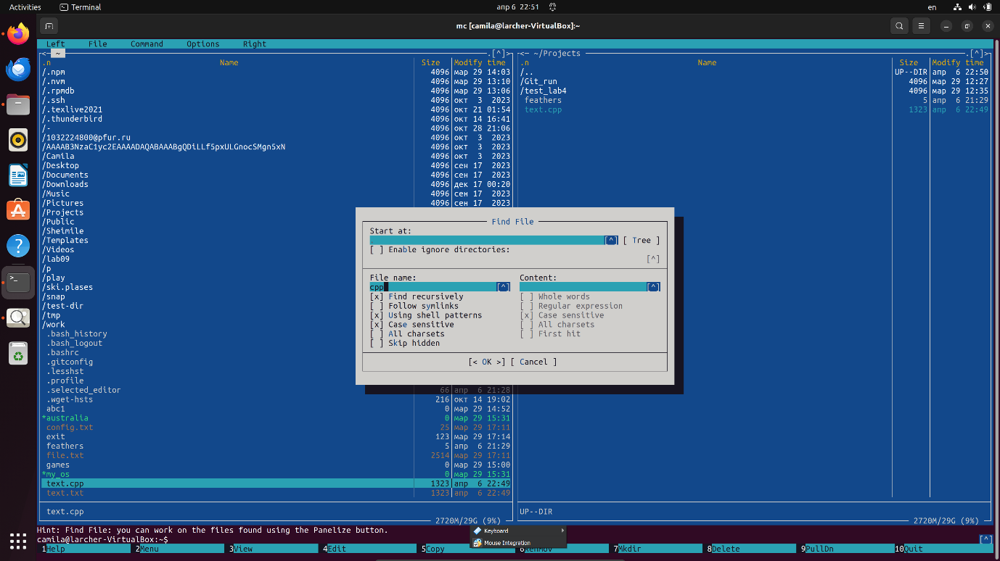 Activities Terminal апр 6 22:51 en
mc [camila@larcher-VirtualBox]:~
Left File Command Options Right
<─ ~ .[^]> <─ ~/Projects .[^]>
.n Name Size Modify time .n Name Size Modify time
/.npm 4096 мар 29 14:03 /.. UP--DIR апр 6 22:50
/.nvm 4096 мар 29 13:10 /Git_run 4096 мар 29 12:27
/.rpmdb 4096 мар 29 13:06 /test_lab4 4096 мар 29 12:35
/.ssh 4096 окт 3 2023 feathers 5 апр 6 21:29
/.texlive2021 4096 окт 21 01:54 text.cpp 1323 апр 6 22:49
/.thunderbird 4096 окт 14 16:41
/- 4096 окт 28 21:06
/1032224800@pfur.ru 4096 окт 3 2023
/AAAAB3NzaC1yc2EAAAADAQABAAABgQDiLLf5pxULGnocSMgn5xN 4096 окт 3 2023
/Camila 4096 окт 3 2023
/Desktop 4096 сен 17 2023
/Documents 4096 сен 17 2023
/Downloads 4096 дек 17 00:20
/Music 4096 сен 17 2023
/Pictures 4096 сен 17 2023
/Projects
/Public
/Sheimile
/Templates
/Videos
/lab09
/p
/play
/ski.plases
/snap
/test-dir
/tmp
/work
.bash_history
.bash_logout
.bashrc
.gitconfig
.lesshst
.profile
.selected_editor 66 апр 6 21:28
.wget-hsts 216 окт 14 19:02
abc1 0 мар 29 14:52
*australia 0 мар 29 15:31
config.txt 25 мар 29 17:11
exit 123 мар 29 17:14
feathers 5 апр 6 21:29
file.txt 2514 мар 29 17:11
games 0 мар 29 15:00
*my_os 0 мар 29 15:31
text.cpp 1323 апр 6 22:49
text.txt 1323 апр 6 22:49
text.cpp UP--DIR
2720M/29G (9%) 2720M/29G (9%)
Find File
Start at:
. [^] [ Tree ]
[ ] Enable ignore directories:
[^]
File name: Content:
cpp [^] [^]
[x] Find recursively [ ] Whole words
[ ] Follow symlinks [ ] Regular expression
[x] Using shell patterns [x] Case sensitive
[x] Case sensitive [ ] All charsets
[ ] All charsets [ ] First hit
[ ] Skip hidden
[< OK >] [ Cancel ]
Hint: Find File: you can work on the files found using the Panelize button.
camila@larcher-VirtualBox:~$ [^]
Keyboard
Mouse Integration
1Help 2Menu 3View 4Edit 5Copy 6RenMov 7Mkdir 8Delete 9PullDn 10Quit